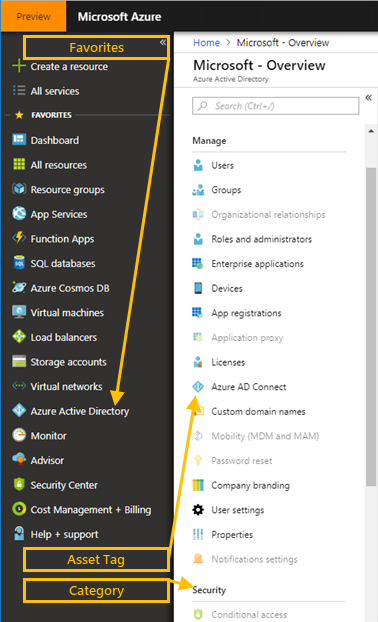 Preview
Microsoft Azure
Favorites
«
Create a resource
All services
FAVORITES
Dashboard
All resources
Resource groups
App Services
Function Apps
SQL databases
Azure Cosmos DB
Virtual machines
Load balancers
Storage accounts
Virtual networks
Azure Active Directory
Monitor
Advisor
Security Center
Cost Management + Billing
Help + support
Asset Tag
Category
Home > Microsoft - Overview
Microsoft - Overview
Azure Active Directory
Search (Ctrl+/)
«
Manage
Users
Groups
Organizational relationships
Roles and administrators
Enterprise applications
Devices
App registrations
Application proxy
Licenses
Azure AD Connect
Custom domain names
Mobility (MDM and MAM)
Password reset
Company branding
User settings
Properties
Notifications settings
Security
Conditional access